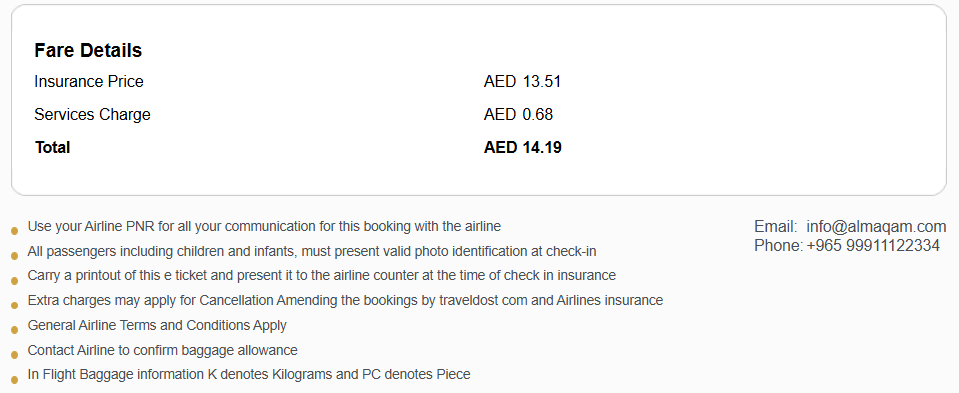 Fare Details
Insurance Price AED 13.51
Services Charge AED 0.68
Total AED 14.19
Use your Airline PNR for all your communication for this booking with the airline
All passengers including children and infants, must present valid photo identification at check-in
Carry a printout of this e ticket and present it to the airline counter at the time of check in insurance
Extra charges may apply for Cancellation Amending the bookings by traveldost com and Airlines insurance
General Airline Terms and Conditions Apply
Contact Airline to confirm baggage allowance
In Flight Baggage information K denotes Kilograms and PC denotes Piece
Email: info@almaqam.com
Phone: +965 99911122334